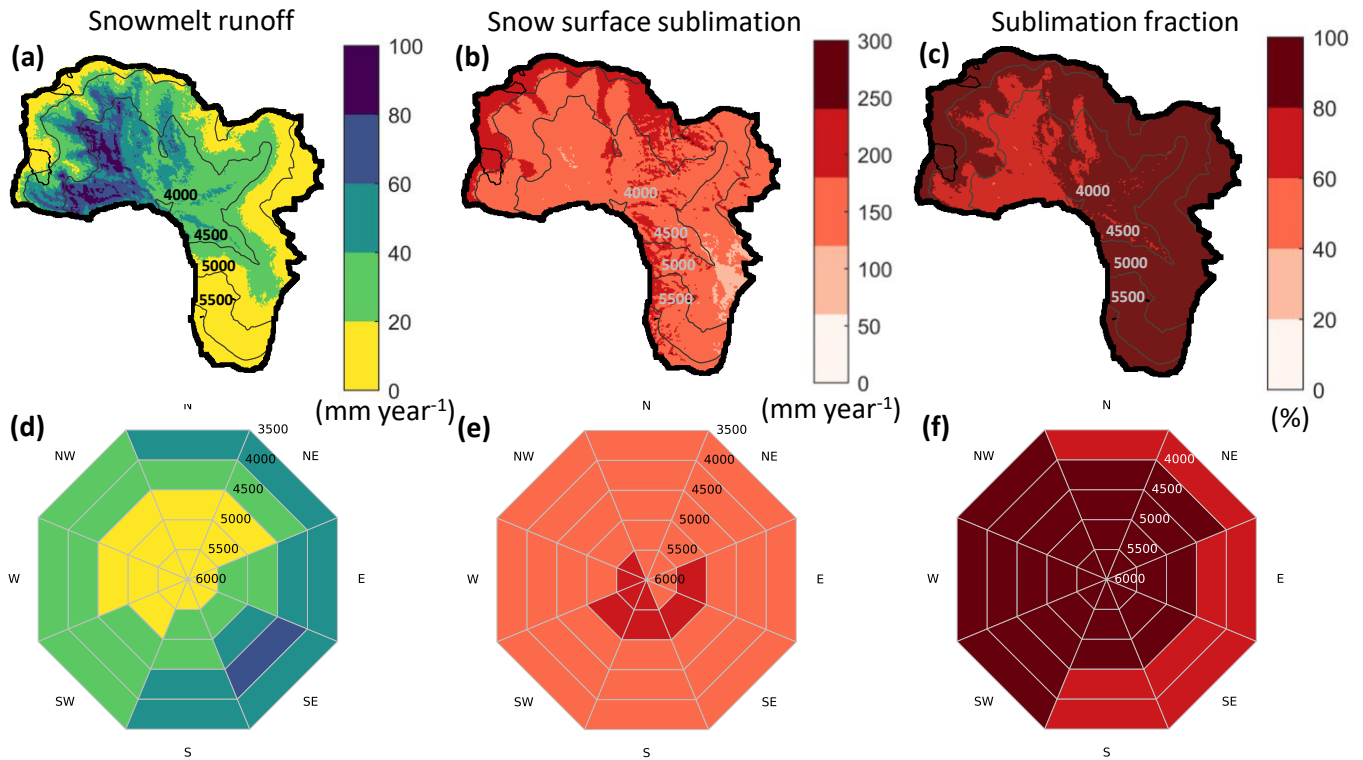 Snowmelt runoff
Snow surface sublimation
Sublimation fraction
(a)
4000
4500
5000
5500
100
80
60
40
20
0
(mm year-1)
(b)
4000
4500
5000
5500
300
250
200
150
100
50
0
(mm year-1)
(c)
4000
4500
5000
5500
100
80
60
40
20
0
(%)
(d)
N
NE
E
SE
S
SW
W
NW
3500
4000
4500
5000
5500
6000
(e)
N
NE
E
SE
S
SW
W
NW
3500
4000
4500
5000
5500
6000
(f)
N
NE
E
SE
S
SW
W
NW
4000
4500
5000
5500
6000